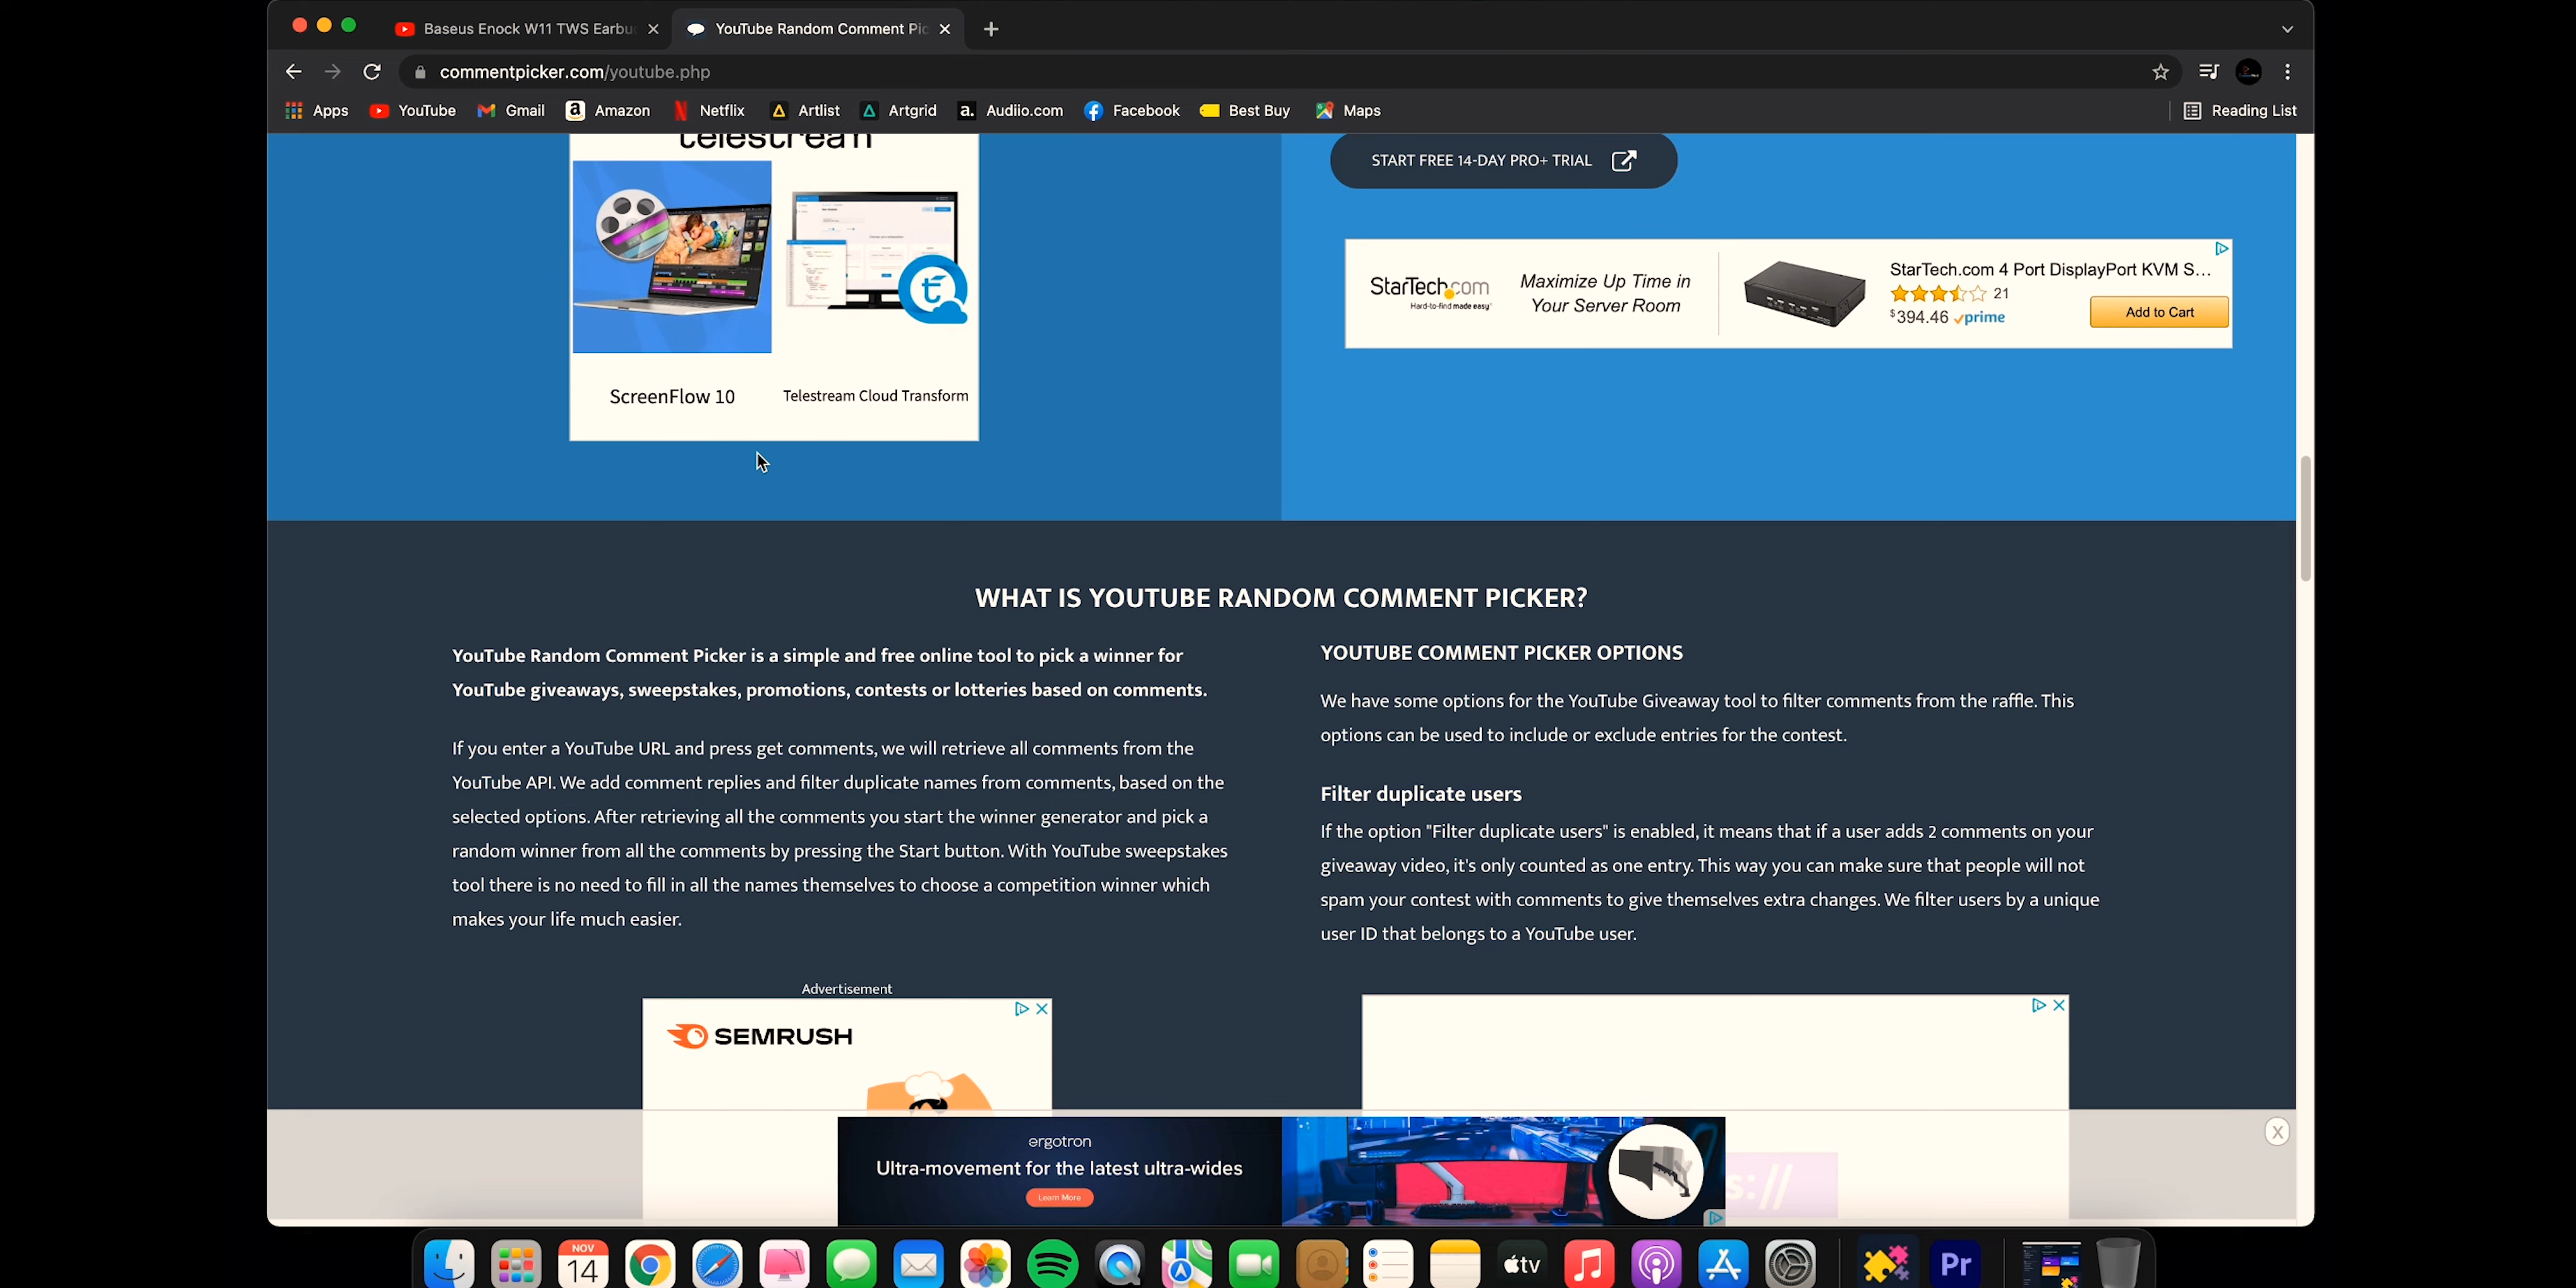 Baseus Enock W11 TWS Earbu
YouTube Random Comment Pic
commentpicker.com/youtube.php
Apps
YouTube
Gmail
Amazon
Netflix
Artlist
Artgrid
a. Audiio.com
Facebook
Best Buy
Maps
Reading List
telestream
ScreenFlow 10
Telestream Cloud Transform
START FREE 14-DAY PRO+ TRIAL
StarTech.com
Hard-to-find made easy
Maximize Up Time in
Your Server Room
StarTech.com 4 Port DisplayPort KVM S...
21
$394.46 prime
Add to Cart
WHAT IS YOUTUBE RANDOM COMMENT PICKER?
YouTube Random Comment Picker is a simple and free online tool to pick a winner for
YouTube giveaways, sweepstakes, promotions, contests or lotteries based on comments.
If you enter a YouTube URL and press get comments, we will retrieve all comments from the
YouTube API. We add comment replies and filter duplicate names from comments, based on the
selected options. After retrieving all the comments you start the winner generator and pick a
random winner from all the comments by pressing the Start button. With YouTube sweepstakes
tool there is no need to fill in all the names themselves to choose a competition winner which
makes your life much easier.
YOUTUBE COMMENT PICKER OPTIONS
We have some options for the YouTube Giveaway tool to filter comments from the raffle. This
options can be used to include or exclude entries for the contest.
Filter duplicate users
If the option "Filter duplicate users" is enabled, it means that if a user adds 2 comments on your
giveaway video, it's only counted as one entry. This way you can make sure that people will not
spam your contest with comments to give themselves extra changes. We filter users by a unique
user ID that belongs to a YouTube user.
Advertisement
SEMRUSH
ergotron
Ultra-movement for the latest ultra-wides
Learn More
s://
X
NOV
14
tv
Pr